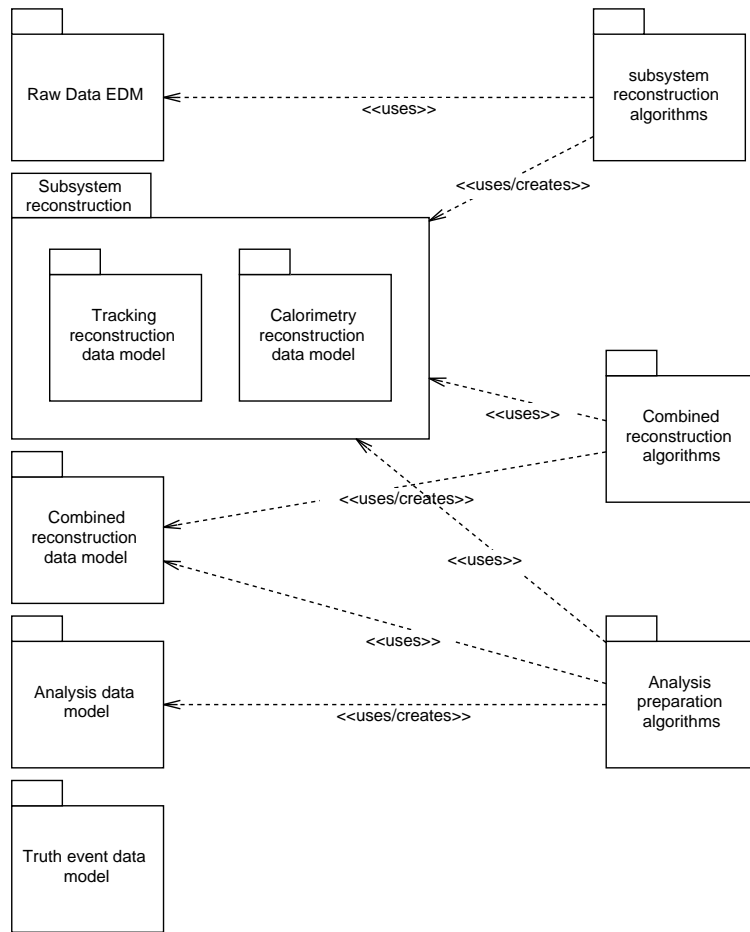 Raw Data EDM
subsystem
reconstruction
algorithms
<<uses>>
<<uses/creates>>
Subsystem
reconstruction
Tracking
reconstruction
data model
Calorimetry
reconstruction
data model
<<uses>>
Combined
reconstruction
algorithms
<<uses/creates>>
Combined
reconstruction
data model
<<uses>>
<<uses>>
Analysis data
model
<<uses/creates>>
Analysis
preparation
algorithms
Truth event data
model